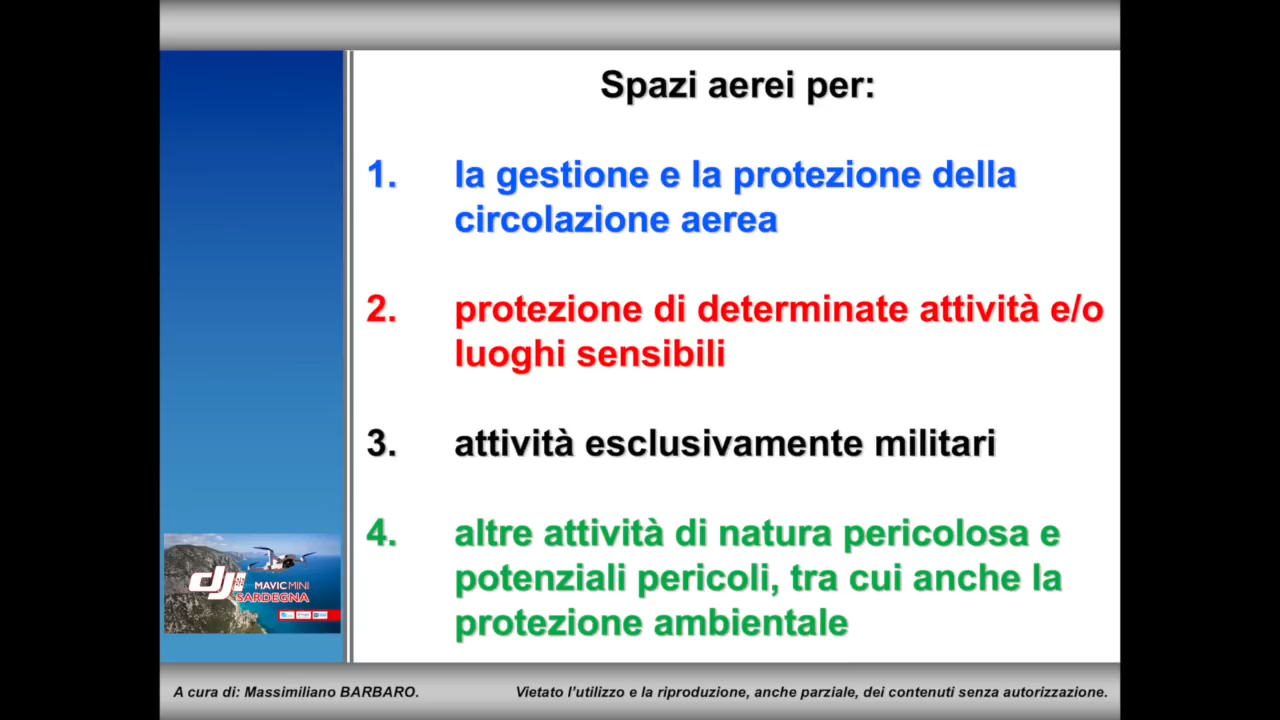 Spazi aerei per:
1. la gestione e la protezione della
circolazione aerea
2. protezione di determinate attività e/o
luoghi sensibili
3. attività esclusivamente militari
4. altre attività di natura pericolosa e
potenziali pericoli, tra cui anche la
protezione ambientale
dji
MAVIC MINI
SARDEGNA
A cura di: Massimiliano BARBARO.
Vietato l'utilizzo e la riproduzione, anche parziale, dei contenuti senza autorizzazione.